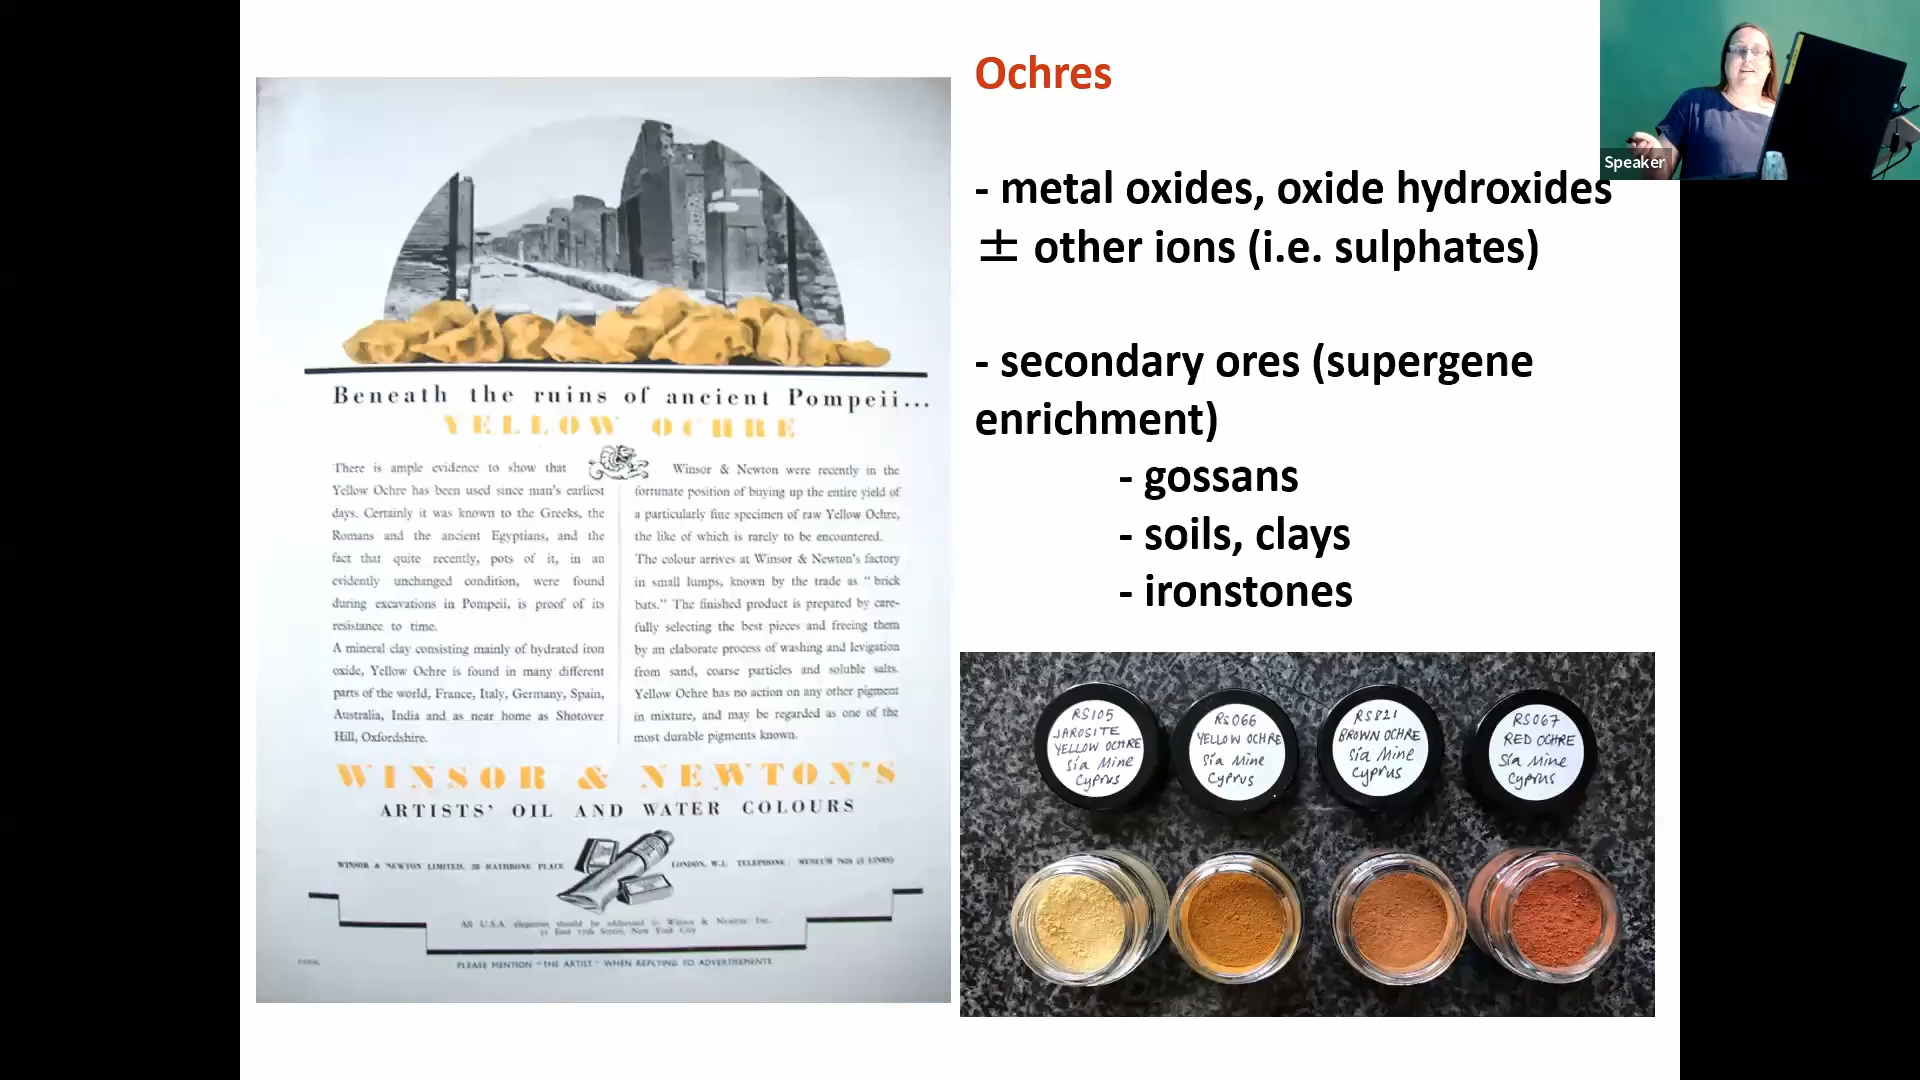 Ochres
- metal oxides, oxide hydroxides
± other ions (i.e. sulphates)
- secondary ores (supergene
enrichment)
- gossans
- soils, clays
- ironstones
Speaker
Beneath the ruins of ancient Pompeii...
YELLOW OCHRE
There is ample evidence to show that
Yellow Ochre has been used since man's earliest
days. Certainly it was known to the Greeks, the
Romans and the ancient Egyptians, and the
fact that quite recently, pots of it, in an
evidently unchanged condition, were found
during excavations in Pompeii, is proof of its
resistance to time.
A mineral clay consisting mainly of hydrated iron
oxide, Yellow Ochre is found in many different
parts of the world, France, Italy, Germany, Spain,
Australia, India and as near home as Shotover
Hill, Oxfordshire.
Winsor & Newton were recently in the
fortunate position of buying up the entire yield of
a particularly fine specimen of raw Yellow Ochre,
the like of which is rarely to be encountered.
The colour arrives at Winsor & Newton's factory
in small lumps, known by the trade as "brick
bats." The finished product is prepared by care-
fully selecting the best pieces and freeing them
by an elaborate process of washing and levigation
from sand, coarse particles and soluble salts.
Yellow Ochre has no action on any other pigment
in mixture, and may be regarded as one of the
most durable pigments known.
WINSOR & NEWTON'S
ARTISTS' OIL AND WATER COLOURS
WINSOR & NEWTON LIMITED, RATHBONE PLACE
LONDON, W.1. TELEPHONE: MUSEUM
All U.S.A. enquiries should be addressed to Winsor & Newton Inc.
New York City
PLEASE MENTION "THE ARTIST" WHEN REPLYING TO ADVERTISEMENTS
RS105
JAROSITE
YELLOW OCHRE
Sía Mine
Cyprus
RS066
YELLOW OCHRE
Sía Mine
Cyprus
RS821
BROWN OCHRE
Sía Mine
Cyprus
RS067
RED OCHRE
Sía Mine
Cyprus